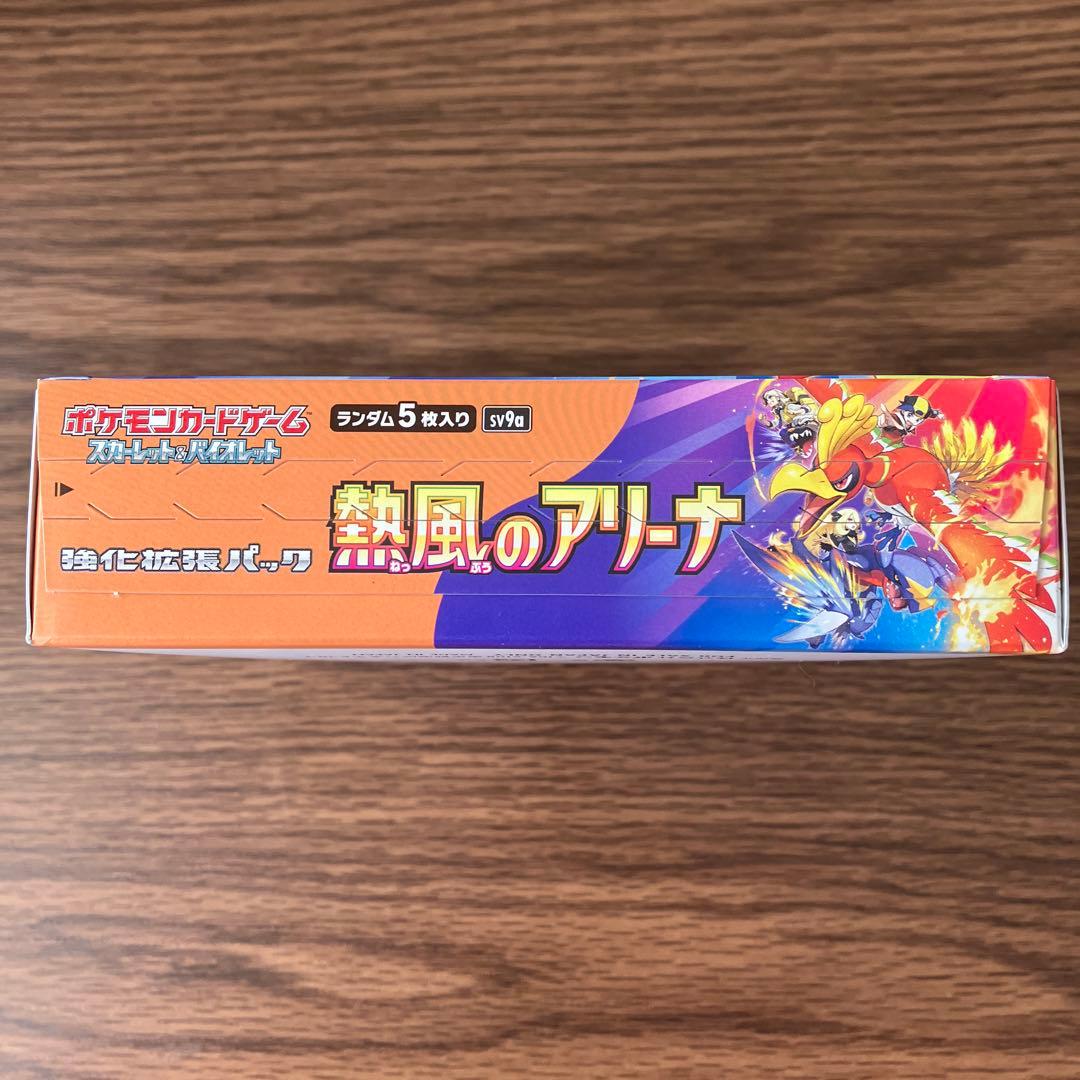 ポケモンカードゲーム™
スカーレット&バイオレット
ランダム5枚入り sv9a
強化拡張パック
熱風のアリーナ
ねっ ぷう